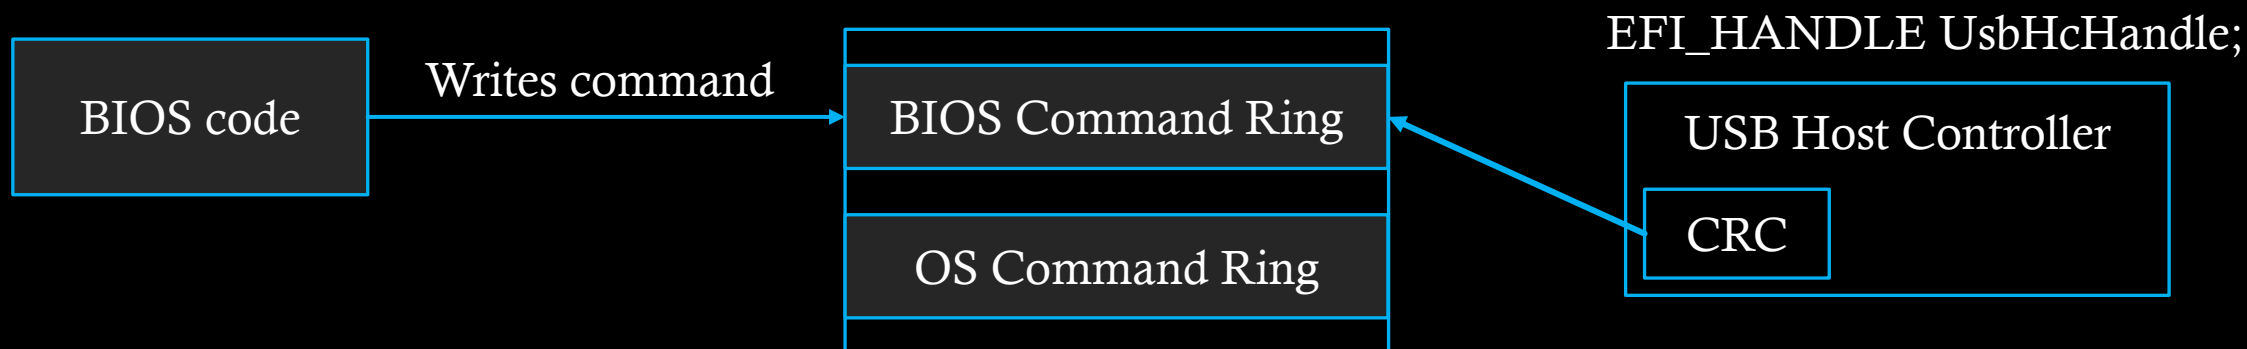 EFI_HANDLE UsbHcHandle;
BIOS code
Writes command
BIOS Command Ring
USB Host Controller
CRC
OS Command Ring